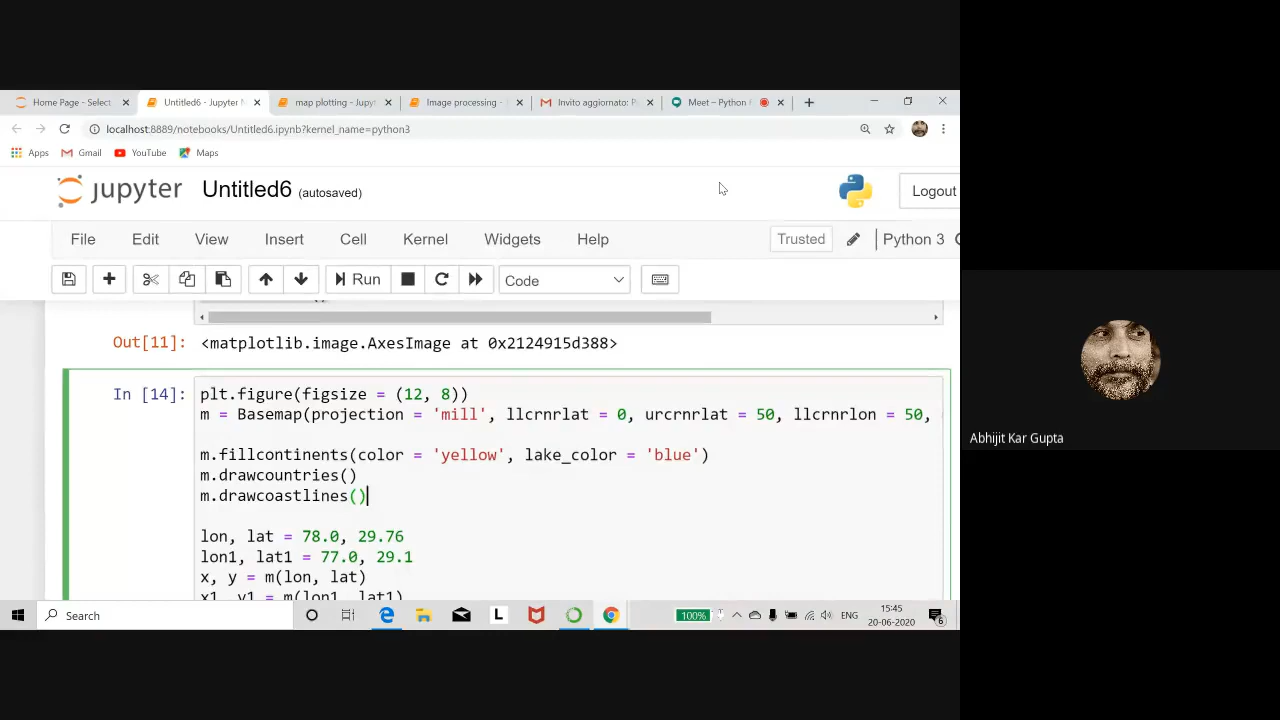 Home Page - Select
Untitled6 - Jupyter
map plotting - Jupyt
Image processing -
Invito aggiornato: P
Meet – Python
localhost:8889/notebooks/Untitled6.ipynb?kernel_name=python3
Apps Gmail YouTube Maps
jupyter Untitled6 (autosaved)
Logout
File Edit View Insert Cell Kernel Widgets Help
Trusted Python 3
Run Code
Out[11]: <matplotlib.image.AxesImage at 0x2124915d388>
In [14]: plt.figure(figsize = (12, 8))
m = Basemap(projection = 'mill', llcrnrlat = 0, urcrnrlat = 50, llcrnrlon = 50,
m.fillcontinents(color = 'yellow', lake_color = 'blue')
m.drawcountries()
m.drawcoastlines()
lon, lat = 78.0, 29.76
lon1, lat1 = 77.0, 29.1
x, y = m(lon, lat)
x1, y1 = m(lon1, lat1)
Abhijit Kar Gupta
Search
L
100%
ENG
15:45
20-06-2020
6